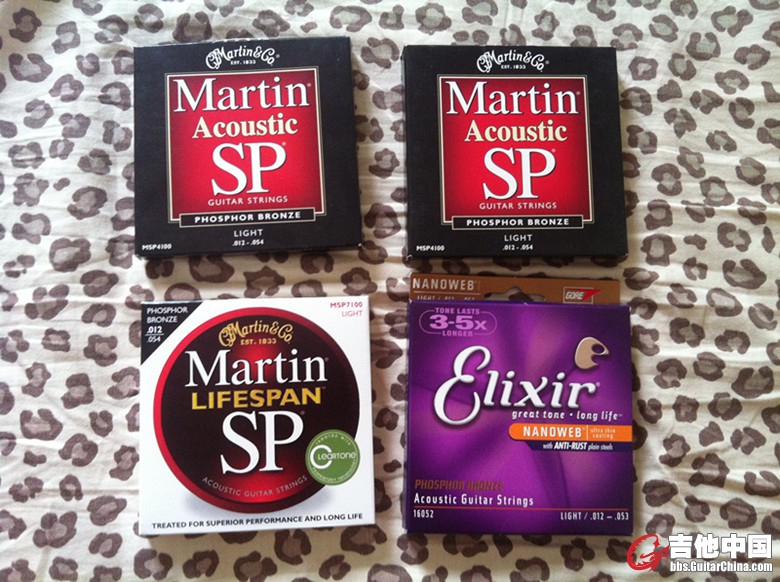 Martin & Co.
EST. 1833
Martin®
Acoustic
SP®
GUITAR STRINGS
PHOSPHOR BRONZE
LIGHT
MSP4100
.012 - .054
Martin & Co.
EST. 1833
Martin®
Acoustic
SP®
GUITAR STRINGS
PHOSPHOR BRONZE
LIGHT
MSP4100
.012 - .054
PHOSPHOR
BRONZE
.012
.054
MSP7100
LIGHT
Martin & Co.
EST. 1833
Martin®
LIFESPAN™
SP®
TREATED WITH
Cleartone
ACOUSTIC GUITAR STRINGS
TREATED FOR SUPERIOR PERFORMANCE AND LONG LIFE
NANOWEB®
GORE
TONE LASTS
3-5x
LONGER
Elixir®
great tone • long life™
NANOWEB® ultra thin
coating
with ANTI-RUST plain steels
PHOSPHOR BRONZE
Acoustic Guitar Strings
16052
LIGHT / .012 - .053
吉他中国
bbs.GuitarChina.com